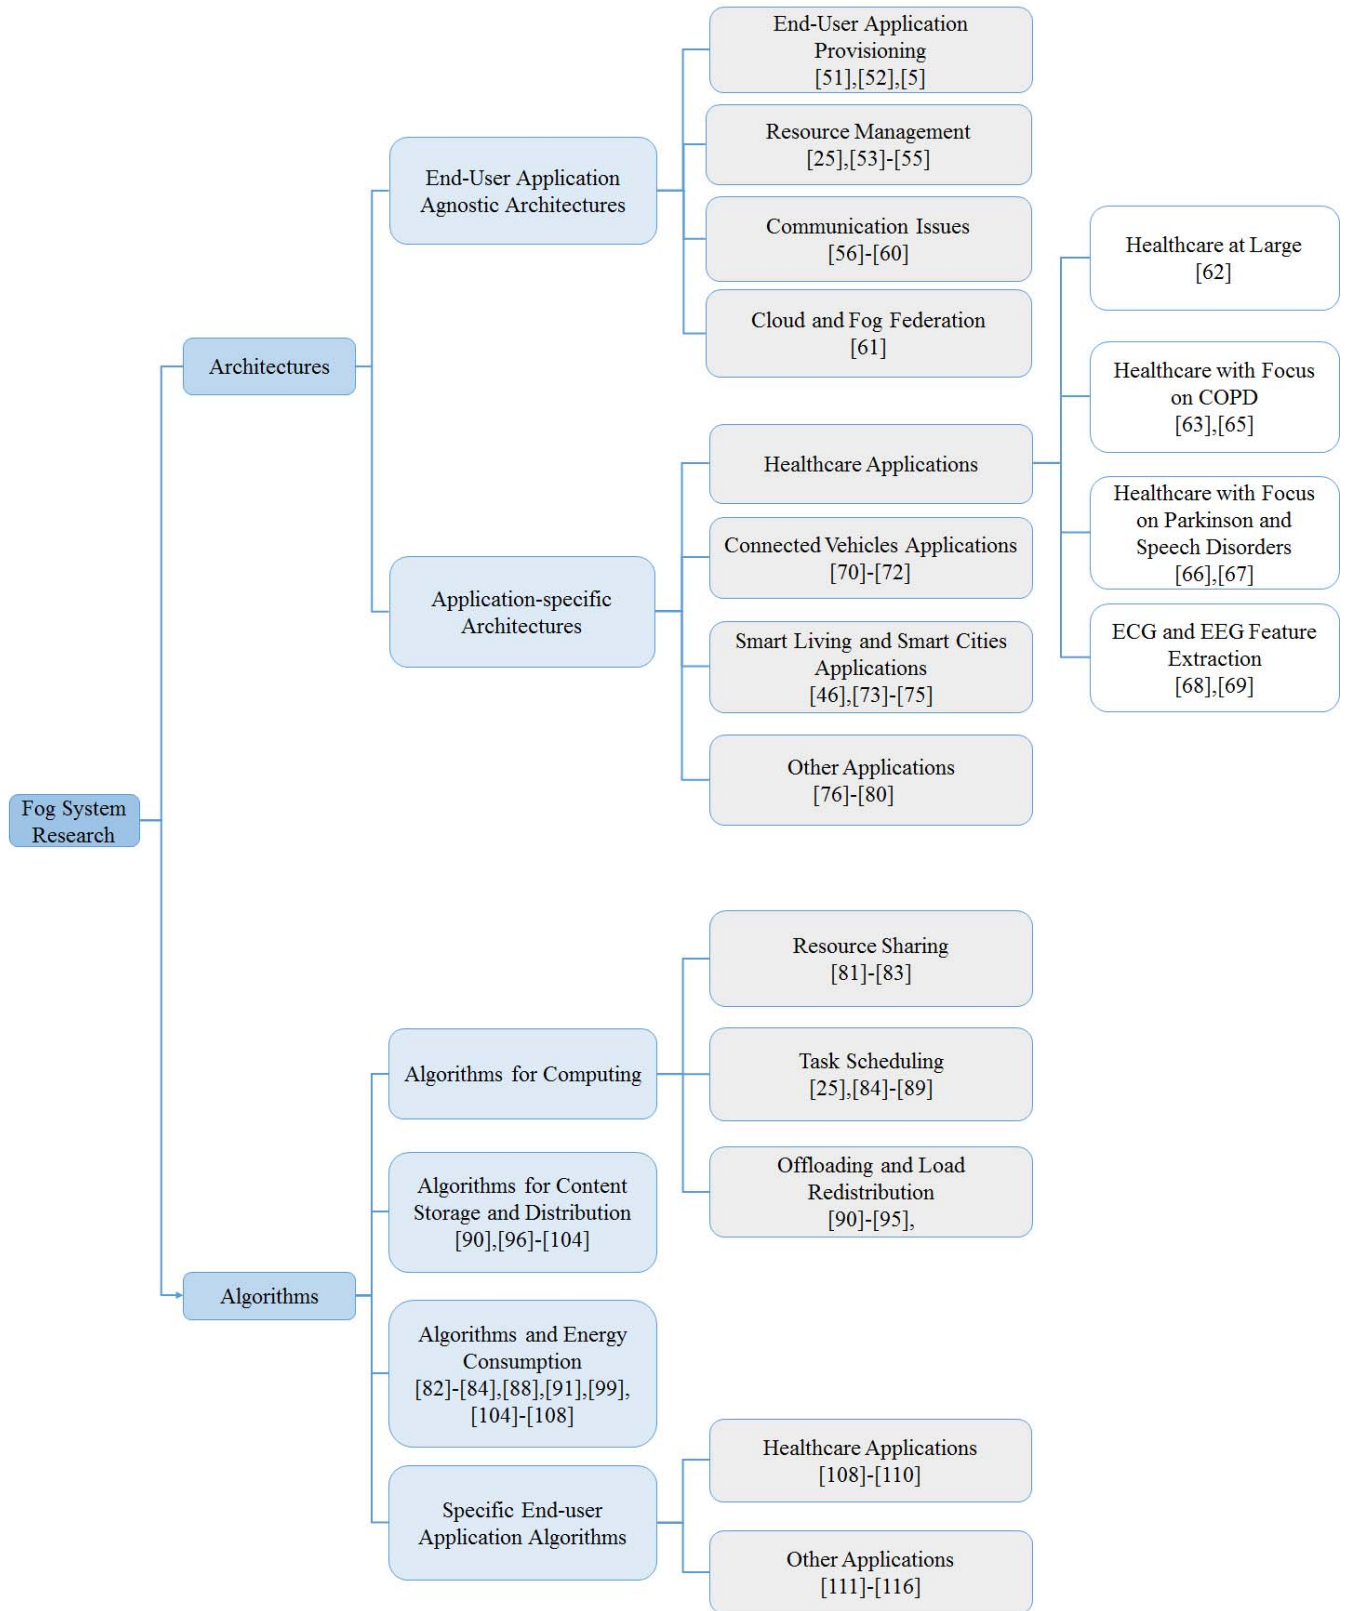 Fog System
Research
Architectures
End-User Application
Agnostic Architectures
End-User Application
Provisioning
[51],[52],[5]
Resource Management
[25],[53]-[55]
Communication Issues
[56]-[60]
Cloud and Fog Federation
[61]
Application-specific
Architectures
Healthcare Applications
Healthcare at Large
[62]
Healthcare with Focus
on COPD
[63],[65]
Healthcare with Focus
on Parkinson and
Speech Disorders
[66],[67]
ECG and EEG Feature
Extraction
[68],[69]
Connected Vehicles Applications
[70]-[72]
Smart Living and Smart Cities
Applications
[46],[73]-[75]
Other Applications
[76]-[80]
Algorithms
Algorithms for Computing
Resource Sharing
[81]-[83]
Task Scheduling
[25],[84]-[89]
Offloading and Load
Redistribution
[90]-[95],
Algorithms for Content
Storage and Distribution
[90],[96]-[104]
Algorithms and Energy
Consumption
[82]-[84],[88],[91],[99],
[104]-[108]
Specific End-user
Application Algorithms
Healthcare Applications
[108]-[110]
Other Applications
[111]-[116]